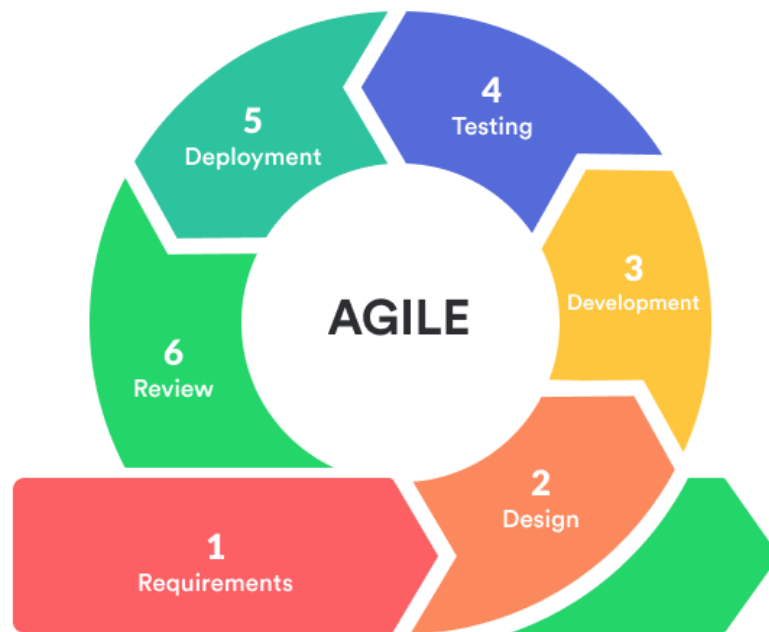 AGILE
1
Requirements
2
Design
3
Development
4
Testing
5
Deployment
6
Review